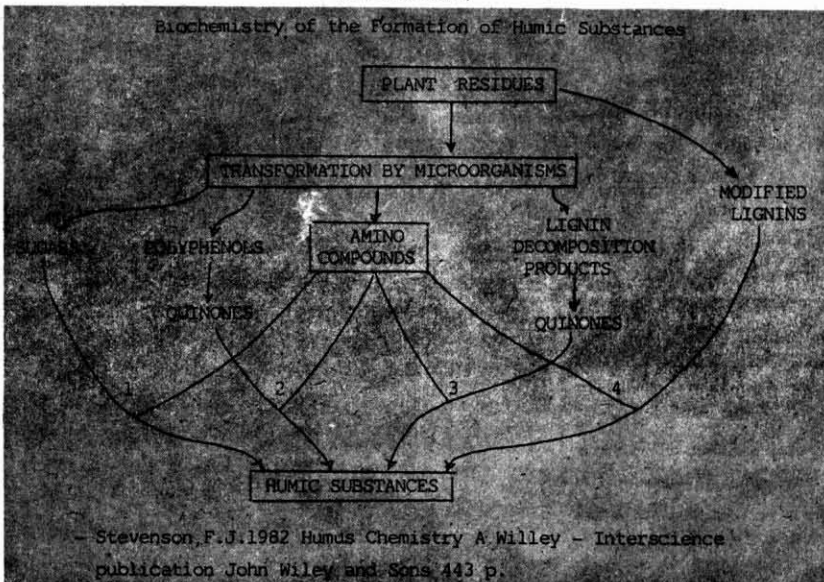 Biochemistry of the Formation of Humic Substances
PLANT RESIDUES
TRANSFORMATION BY MICROORGANISMS
MODIFIED
LIGNINS
SUGARS
POLYPHENOLS
AMINO
COMPOUNDS
LIGNIN
DECOMPOSITION
PRODUCTS
QUINONES
QUINONES
1
2
3
4
HUMIC SUBSTANCES
- Stevenson,F.J.1982 Humus Chemistry A Willey - Interscience
publication John Wiley and Sons 443 p.